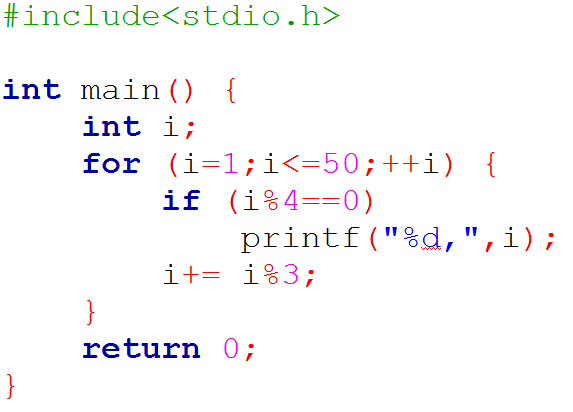 #include<stdio.h>
int main() {
    int i;
    for (i=1;i<=50;++i) {
        if (i%4==0)
            printf("%d,",i);
        i+= i%3;
    }
    return 0;
}